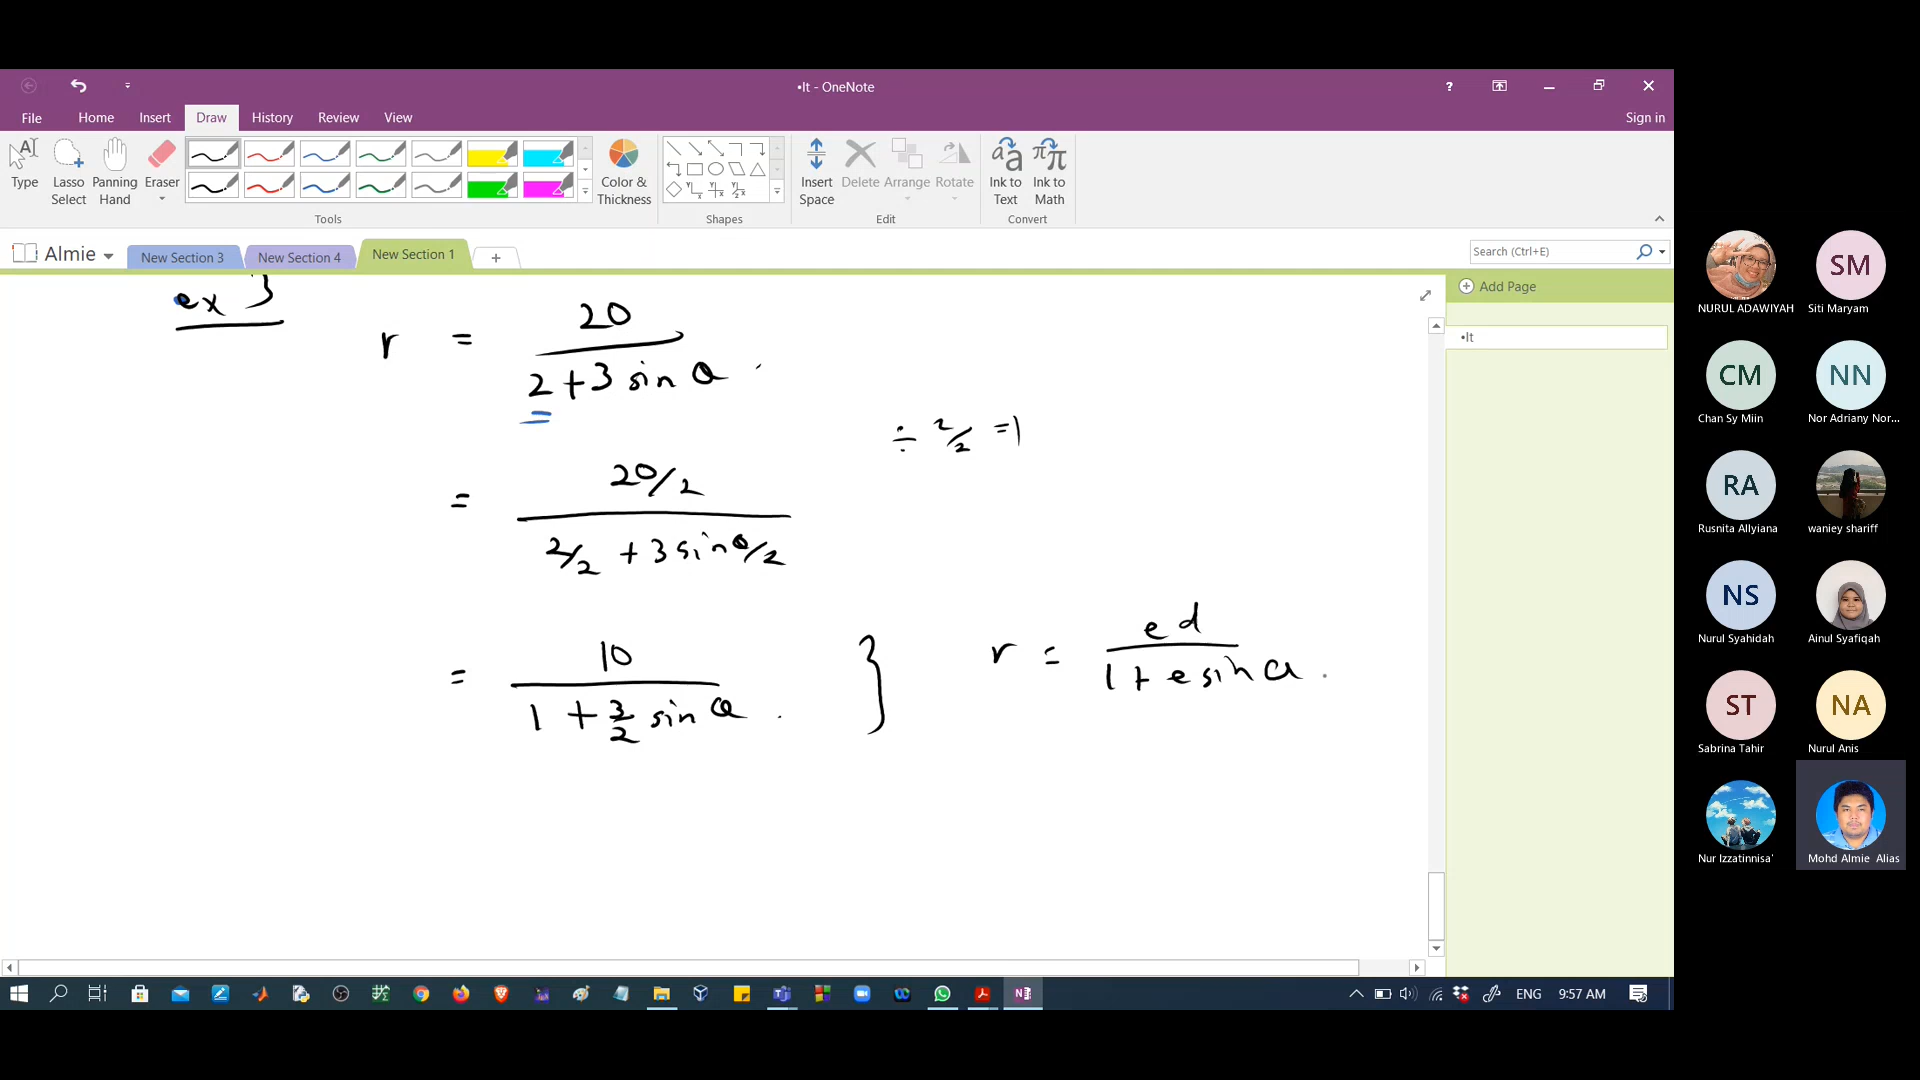 •It - OneNote
?
File Home Insert Draw History Review View
Sign in
Type
Lasso Select
Panning Hand
Eraser
Color & Thickness
Insert Space
Delete
Arrange
Rotate
Ink to Text
Ink to Math
Tools
Shapes
Edit
Convert
Almie
New Section 3
New Section 4
New Section 1
+
Search (Ctrl+E)
Add Page
•It
ex 3
r = 20 / (2 + 3 sin θ)
÷ 2/2 = 1
= (20/2) / (2/2 + 3 sin θ/2)
= 10 / (1 + 3/2 sin θ) }
r = ed / (1 + e sin θ)
NURUL ADAWIYAH
SM
Siti Maryam
CM
Chan Sy Miin
NN
Nor Adriany Nor...
RA
Rusnita Allyiana
waniey shariff
NS
Nurul Syahidah
Ainul Syafiqah
ST
Sabrina Tahir
NA
Nurul Anis
Nur Izzatinnisa'
Mohd Almie Alias
ENG
9:57 AM